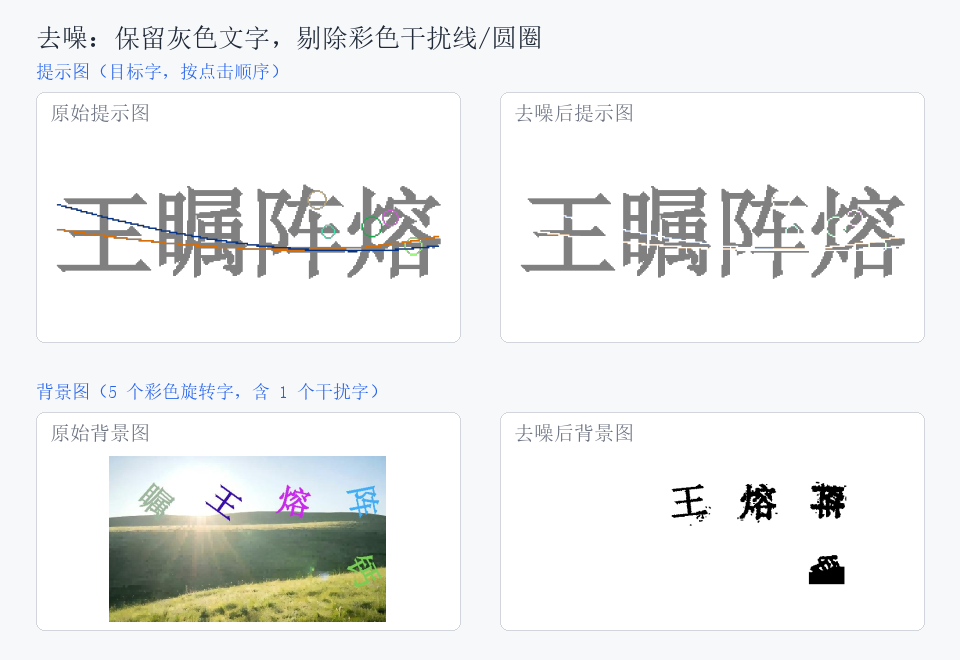 去噪：保留灰色文字，剔除彩色干扰线/圆圈
提示图（目标字，按点击顺序）
原始提示图
去噪后提示图
王瞩阵熔
王瞩阵熔
背景图（5 个彩色旋转字，含 1 个干扰字）
原始背景图
去噪后背景图
瞩 王 熔 阵
王 熔